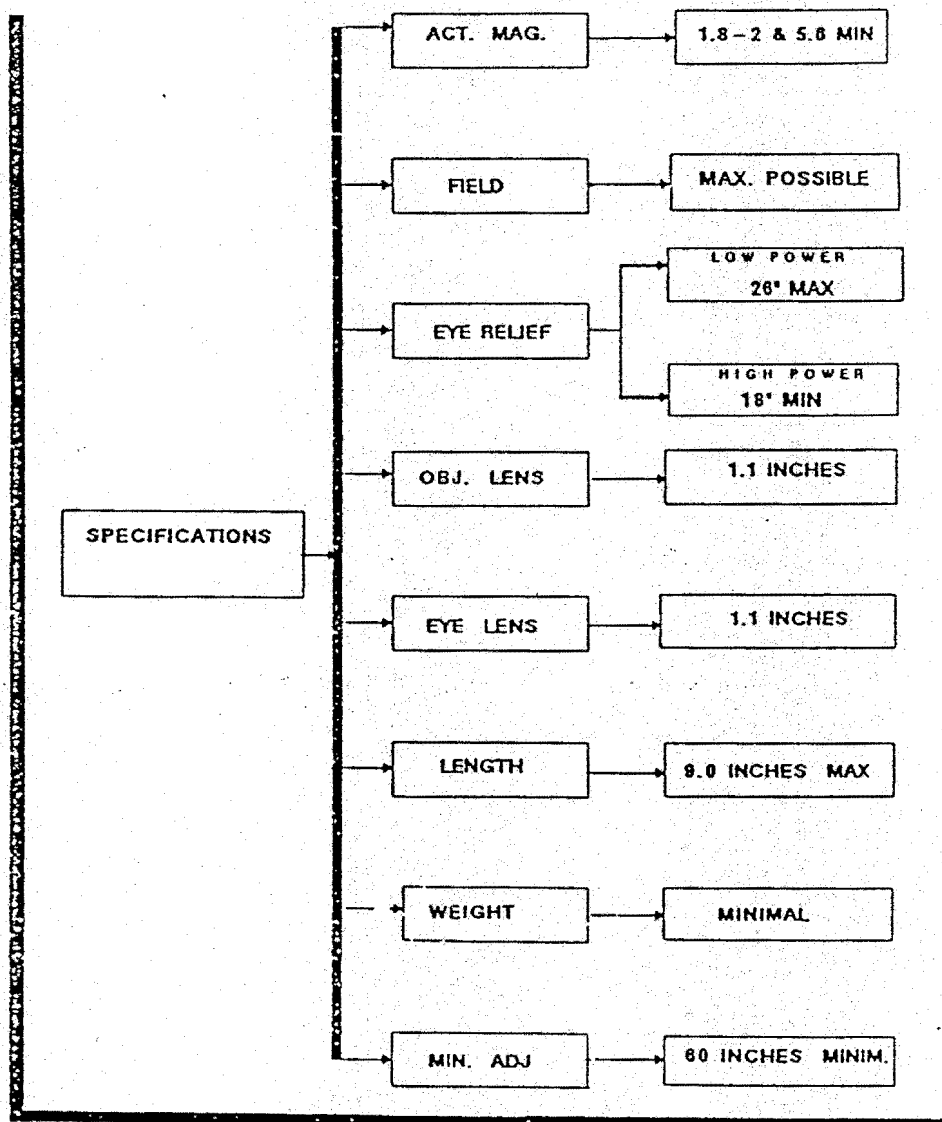 ACT. MAG.
1.8-2 & 5.6 MIN
FIELD
MAX. POSSIBLE
EYE RELIEF
LOW POWER
26" MAX
HIGH POWER
18" MIN
OBJ. LENS
1.1 INCHES
SPECIFICATIONS
EYE LENS
1.1 INCHES
LENGTH
9.0 INCHES MAX
WEIGHT
MINIMAL
MIN. ADJ
60 INCHES MINIM.